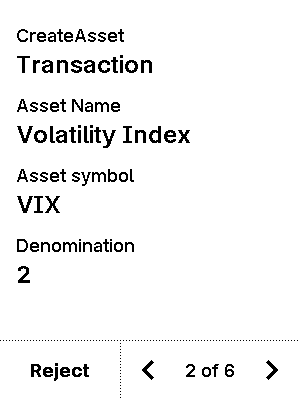 CreateAsset
Transaction
Asset Name
Volatility Index
Asset symbol
VIX
Denomination
2
Reject
2 of 6